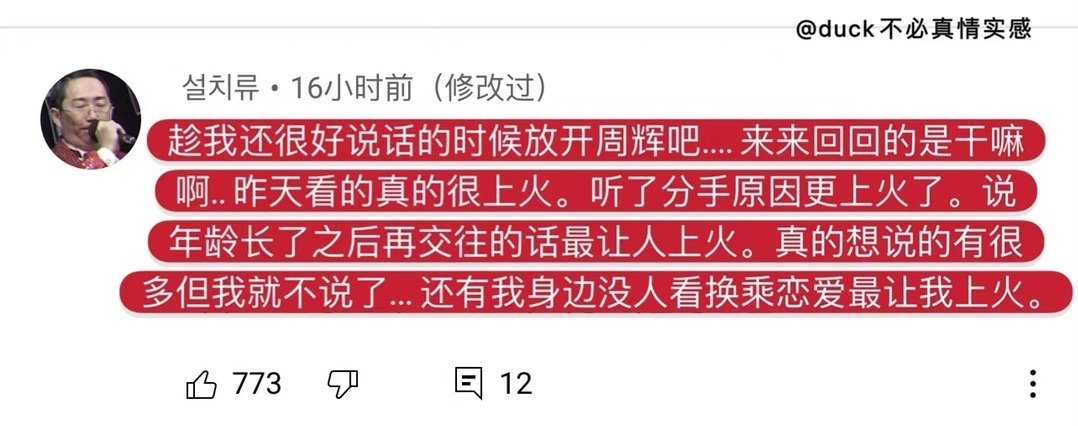 @duck不必真情实感
설치류・16小时前（修改过）
趁我还很好说话的时候放开周辉吧.... 来来回回的是干嘛
啊.. 昨天看的真的很上火。听了分手原因更上火了。说
年龄长了之后再交往的话最让人上火。真的想说的有很
多但我就不说了... 还有我身边没人看换乘恋爱最让我上火。
773
12